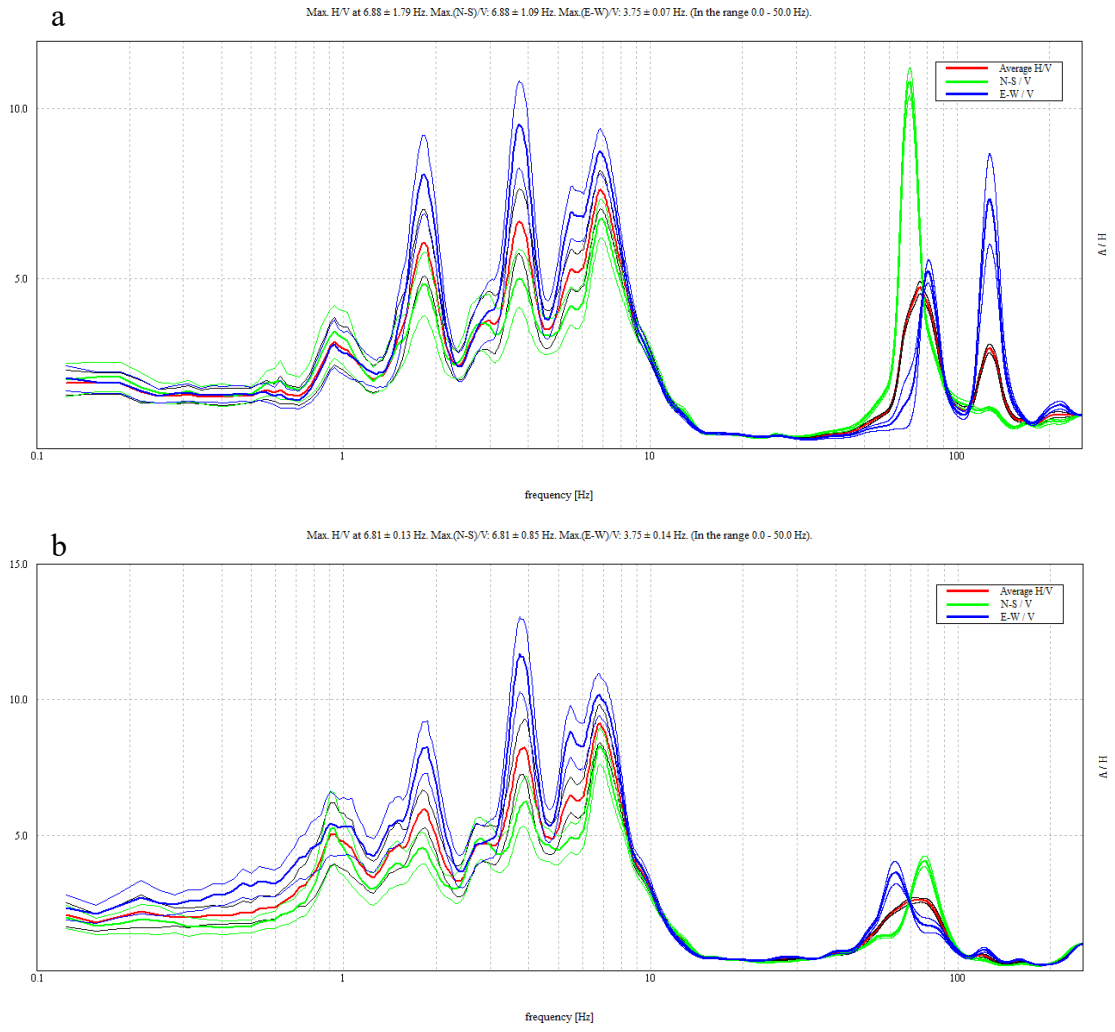 a
Max. H/V at 6.88 ± 1.79 Hz. Max.(N-S)/V: 6.88 ± 1.09 Hz. Max.(E-W)/V: 3.75 ± 0.07 Hz. (In the range 0.0 - 50.0 Hz).
Average H/V
N-S / V
E-W / V
10.0
5.0
H / V
0.1 1 10 100
frequency [Hz]
b
Max. H/V at 6.81 ± 0.13 Hz. Max.(N-S)/V: 6.81 ± 0.85 Hz. Max.(E-W)/V: 3.75 ± 0.14 Hz. (In the range 0.0 - 50.0 Hz).
15.0
Average H/V
N-S / V
E-W / V
10.0
5.0
H / V
0.1 1 10 100
frequency [Hz]